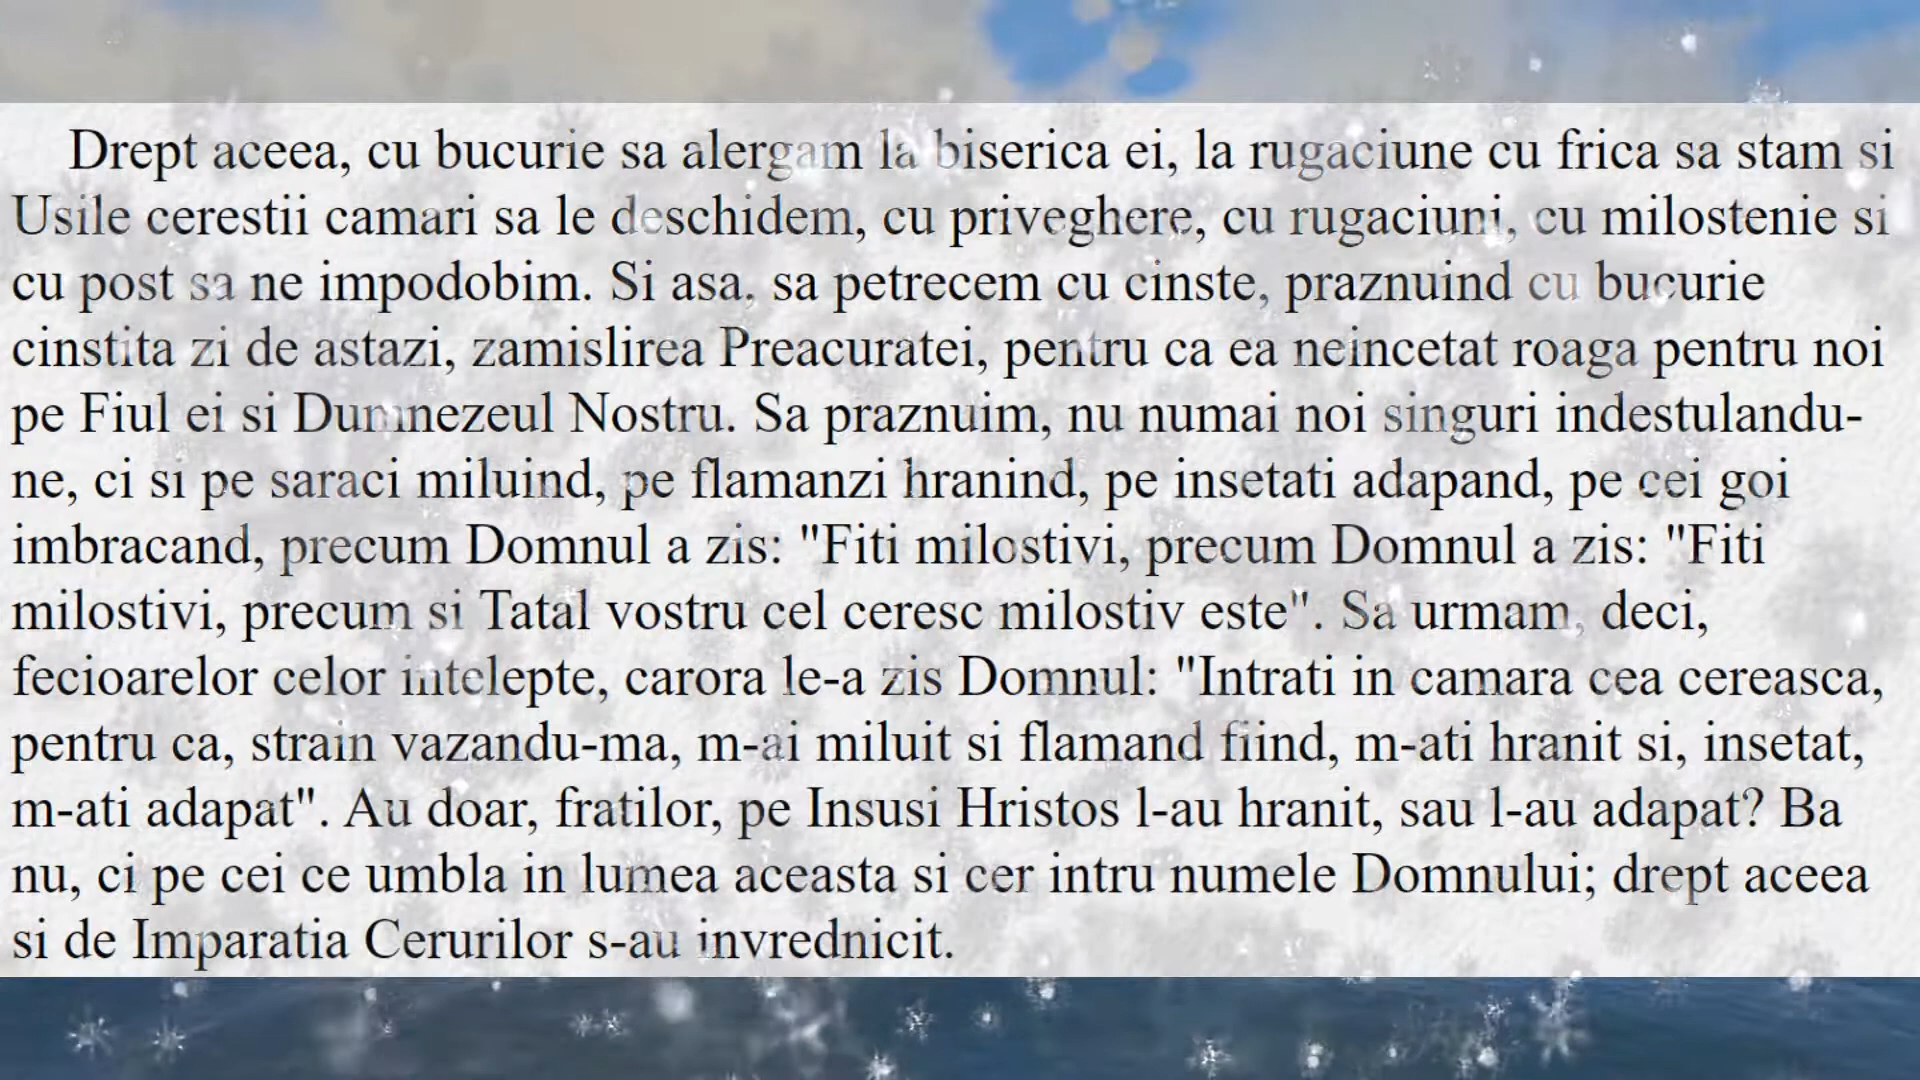 Drept aceea, cu bucurie sa alergam la biserica ei, la rugaciune cu frica sa stam si
Usile cerestii camari sa le deschidem, cu priveghere, cu rugaciuni, cu milostenie si
cu post sa ne impodobim. Si asa, sa petrecem cu cinste, praznuind cu bucurie
cinstita zi de astazi, zamislirea Preacuratei, pentru ca ea neincetat roaga pentru noi
pe Fiul ei si Dumnezeul Nostru. Sa praznuim, nu numai noi singuri indestulandu-
ne, ci si pe saraci miluind, pe flamanzi hranind, pe insetati adapand, pe cei goi
imbracand, precum Domnul a zis: "Fiti milostivi, precum Domnul a zis: "Fiti
milostivi, precum si Tatal vostru cel ceresc milostiv este". Sa urmam, deci,
fecioarelor celor intelepte, carora le-a zis Domnul: "Intrati in camara cea cereasca,
pentru ca, strain vazandu-ma, m-ai miluit si flamand fiind, m-ati hranit si, insetat,
m-ati adapat". Au doar, fratilor, pe Insusi Hristos l-au hranit, sau l-au adapat? Ba
nu, ci pe cei ce umbla in lumea aceasta si cer intru numele Domnului; drept aceea
si de Imparatia Cerurilor s-au invrednicit.